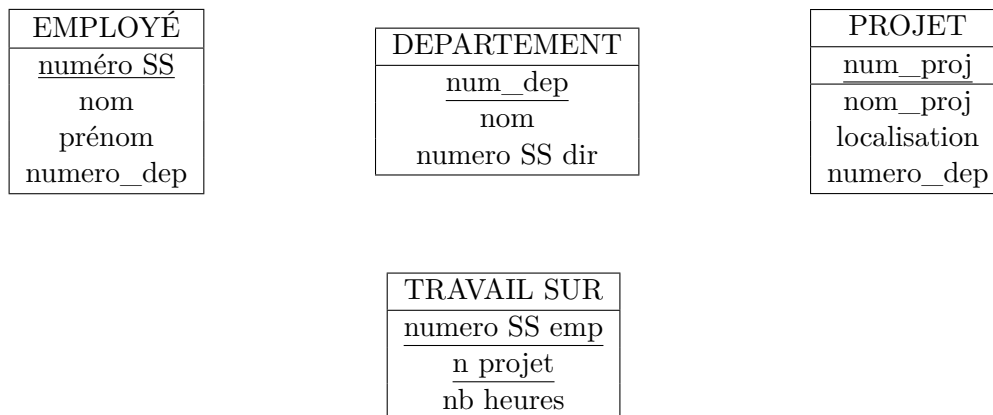 EMPLOYÉ
numéro SS
nom
prénom
numero_dep
DEPARTEMENT
num_dep
nom
numero SS dir
PROJET
num_proj
nom_proj
localisation
numero_dep
TRAVAIL SUR
numero SS emp
n projet
nb heures